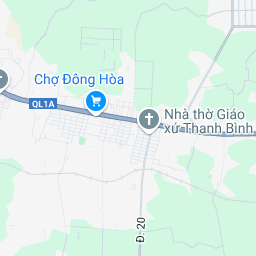 Chợ Đông Hòa
QL1A
Nhà thờ Giáo
xứ Thanh Bình,
Đ. 20